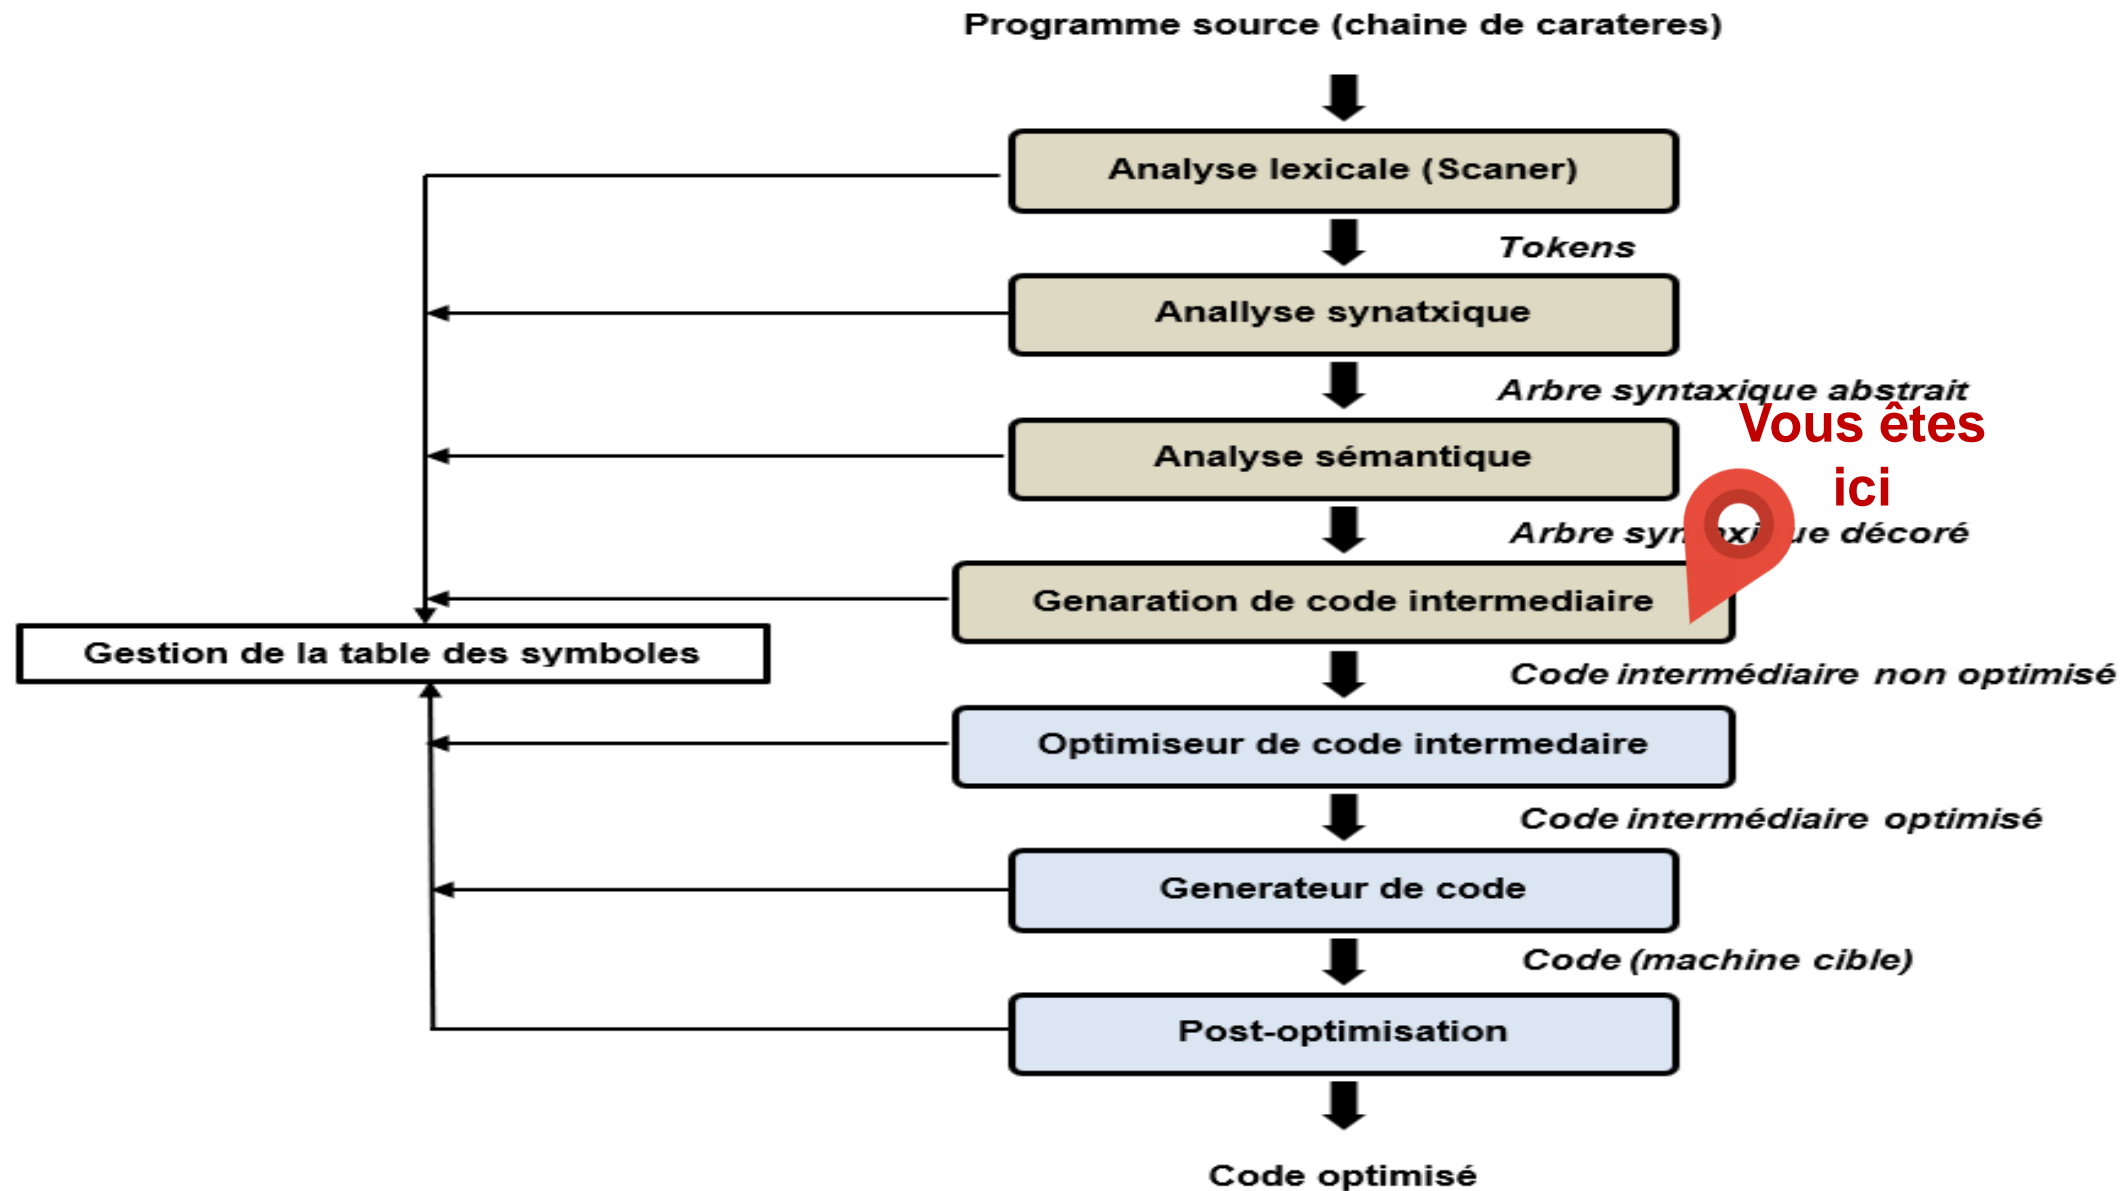 Programme source (chaine de carateres)
Analyse lexicale (Scaner)
Tokens
Anallyse synatxique
Arbre syntaxique abstrait
Vous êtes
ici
Analyse sémantique
Arbre décoré
Genaration de code intermediaire
Gestion de la table des symboles
Code intermédiaire non optimisé
Optimiseur de code intermedaire
Code intermédiaire optimisé
Generateur de code
Code (machine cible)
Post-optimisation
Code optimisé